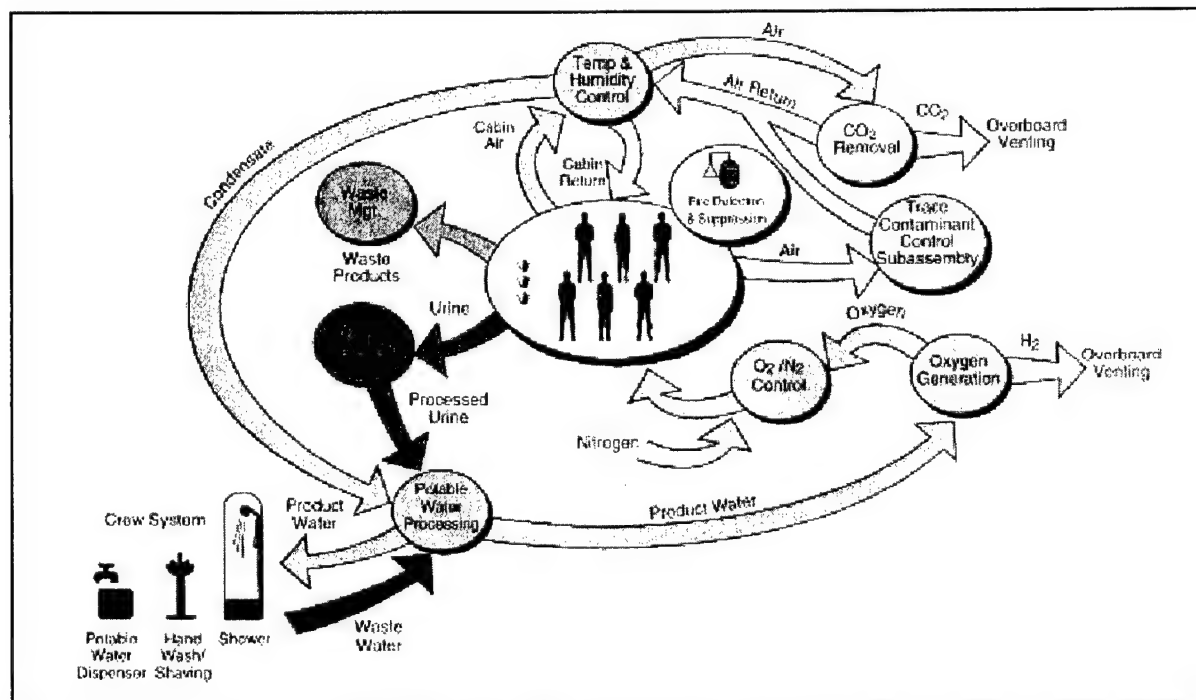 Air
Temp &
Humidity
Control
Air Return
CO2
CO2
Removal
Overboard
Venting
Cabin
Air
Cabin
Return
Condensate
Fire Detection
& Suppression
Waste
Mgt.
Waste
Products
Trace
Contaminant
Control
Subassembly
Air
Urine
Oxygen
O2/N2
Control
Oxygen
Generation
H2
Overboard
Venting
Processed
Urine
Nitrogen
Potable
Water
Processing
Product Water
Product
Water
Crew System
Waste
Water
Potable
Water
Dispensor
Hand
Wash/
Shaving
Shower